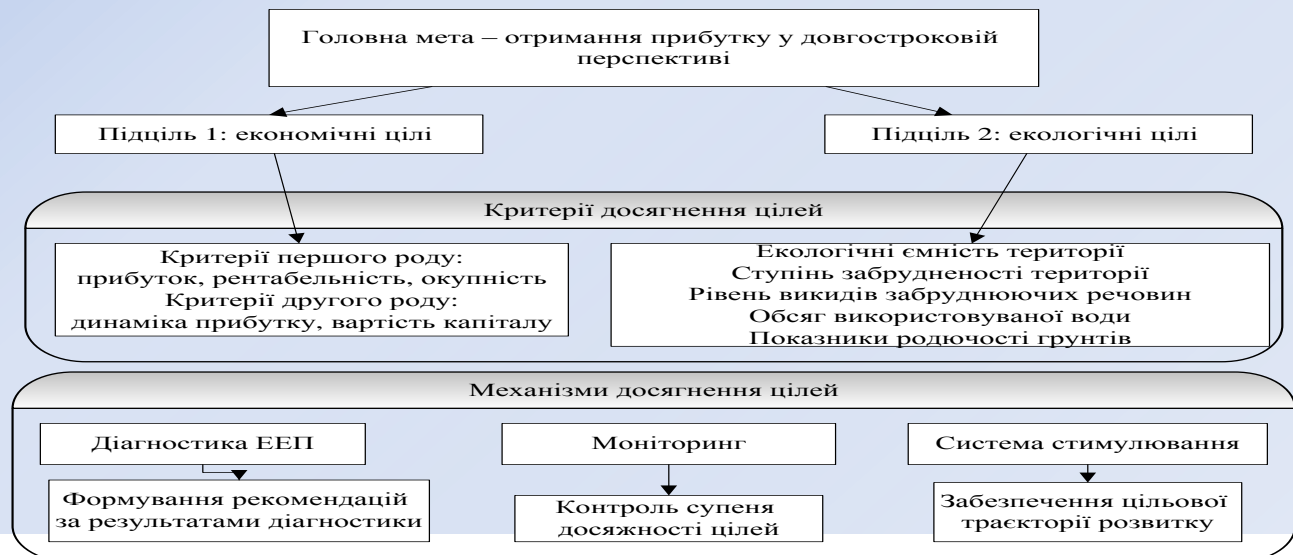 Головна мета – отримання прибутку у довгостроковій
перспективі
Підціль 1: економічні цілі
Підціль 2: екологічні цілі
Критерії досягнення цілей
Критерії першого роду:
прибуток, рентабельність, окупність
Критерії другого роду:
динаміка прибутку, вартість капіталу
Екологічні ємність території
Ступінь забрудненості території
Рівень викидів забруднюючих речовин
Обсяг використовуваної води
Показники родючості грунтів
Механізми досягнення цілей
Діагностика ЕЕП
Моніторинг
Система стимулювання
Формування рекомендацій
за результатами діагностики
Контроль супеня
досяжності цілей
Забезпечення цільової
траєкторії розвитку